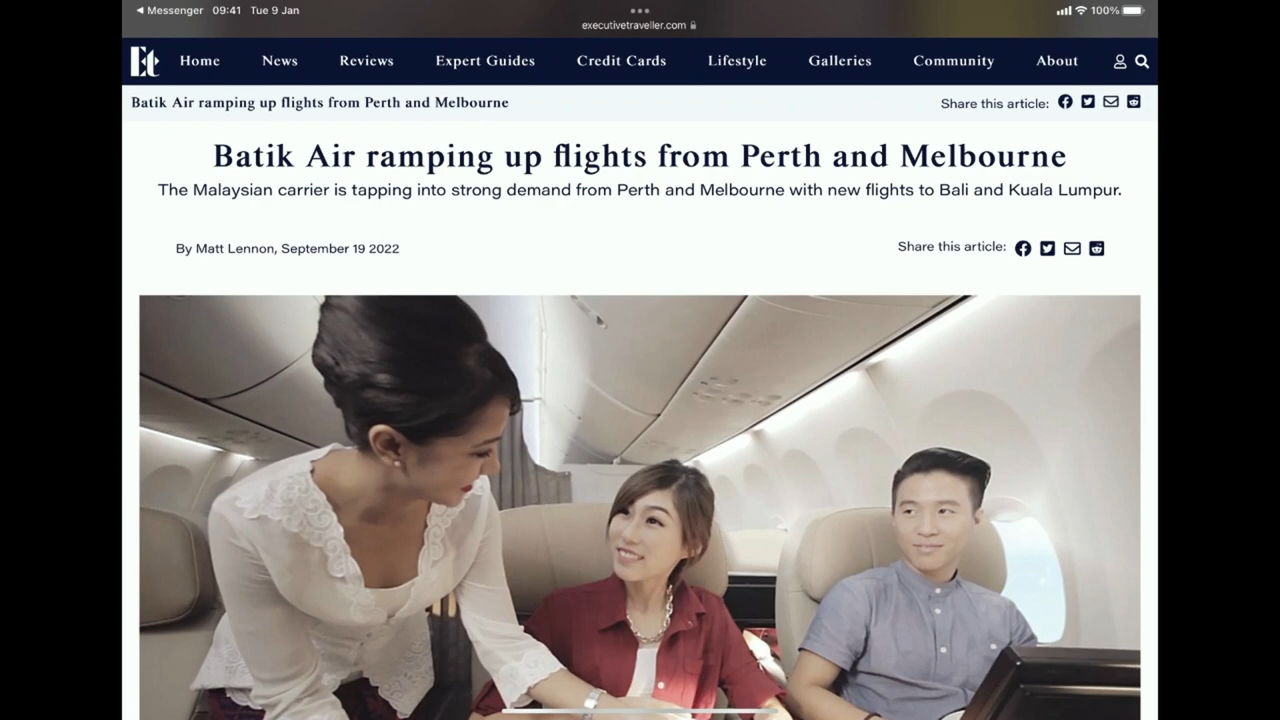 Messenger 09:41 Tue 9 Jan
100%
executivetraveller.com
Et Home News Reviews Expert Guides Credit Cards Lifestyle Galleries Community About
Batik Air ramping up flights from Perth and Melbourne
Share this article:
Batik Air ramping up flights from Perth and Melbourne
The Malaysian carrier is tapping into strong demand from Perth and Melbourne with new flights to Bali and Kuala Lumpur.
By Matt Lennon, September 19 2022
Share this article: